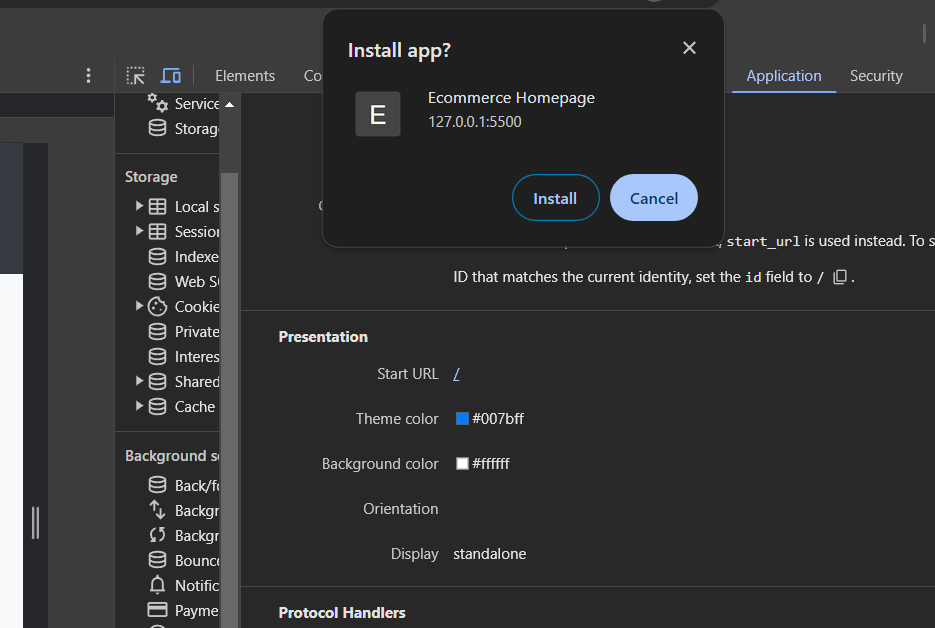 Install app?
E
Ecommerce Homepage
127.0.0.1:5500
Install
Cancel
Elements
Application
Security
Storage
Local s
Cookie
Private
Interes
Shared
Cache
Indexe
Service
Storag
Sessior
Web S
start_url is used instead. To s
ID that matches the current identity, set the id field to / .
Presentation
Start URL /
Theme color #007bff
Background color #ffffff
Orientation
Display standalone
Protocol Handlers
Background se
Back/fo
Backgr
Backgr
Bounce
Notific
Payme